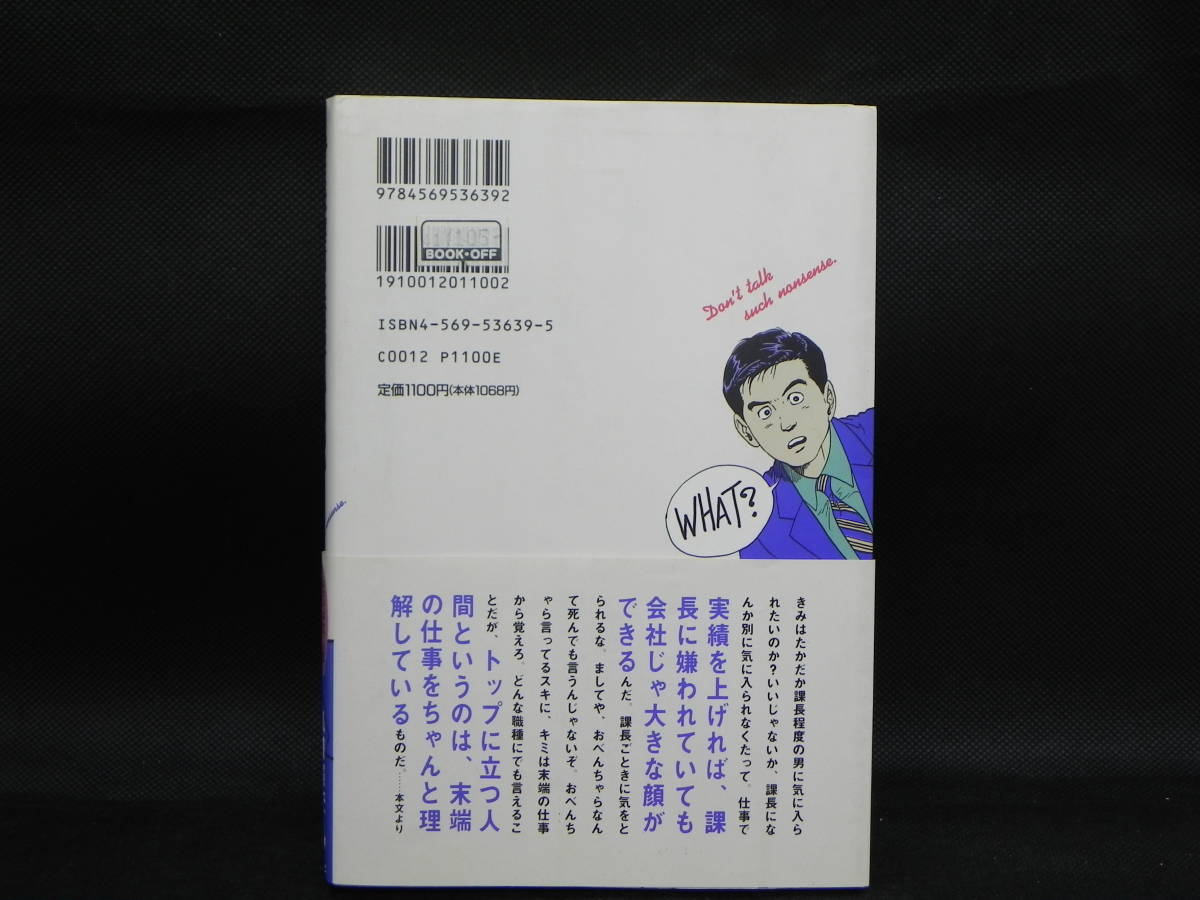 9784569536392
BOOK-OFF
1910012011002
ISBN4-569-53639-5
C0012 P1100E
定価1100円(本体1068円)
Don't talk
such nonsense.
WHAT?
きみはたかだか課長程度の男に気に入ら
れたいのか？いいじゃないか、課長にな
んか別に気に入られなくたって。仕事で
実績を上げれば、課
長に嫌われていても
会社じゃ大きな顔が
できるんだ。課長ごときに気をと
られるな。ましてや、おべんちゃらなん
て死んでも言うんじゃないぞ。おべんち
ゃら言ってるスキに、キミは末端の仕事
から覚えろ。どんな職種にでも言えるこ
とだが、トップに立つ人
間というのは、末端
の仕事をちゃんと理
解しているものだ。……本文より